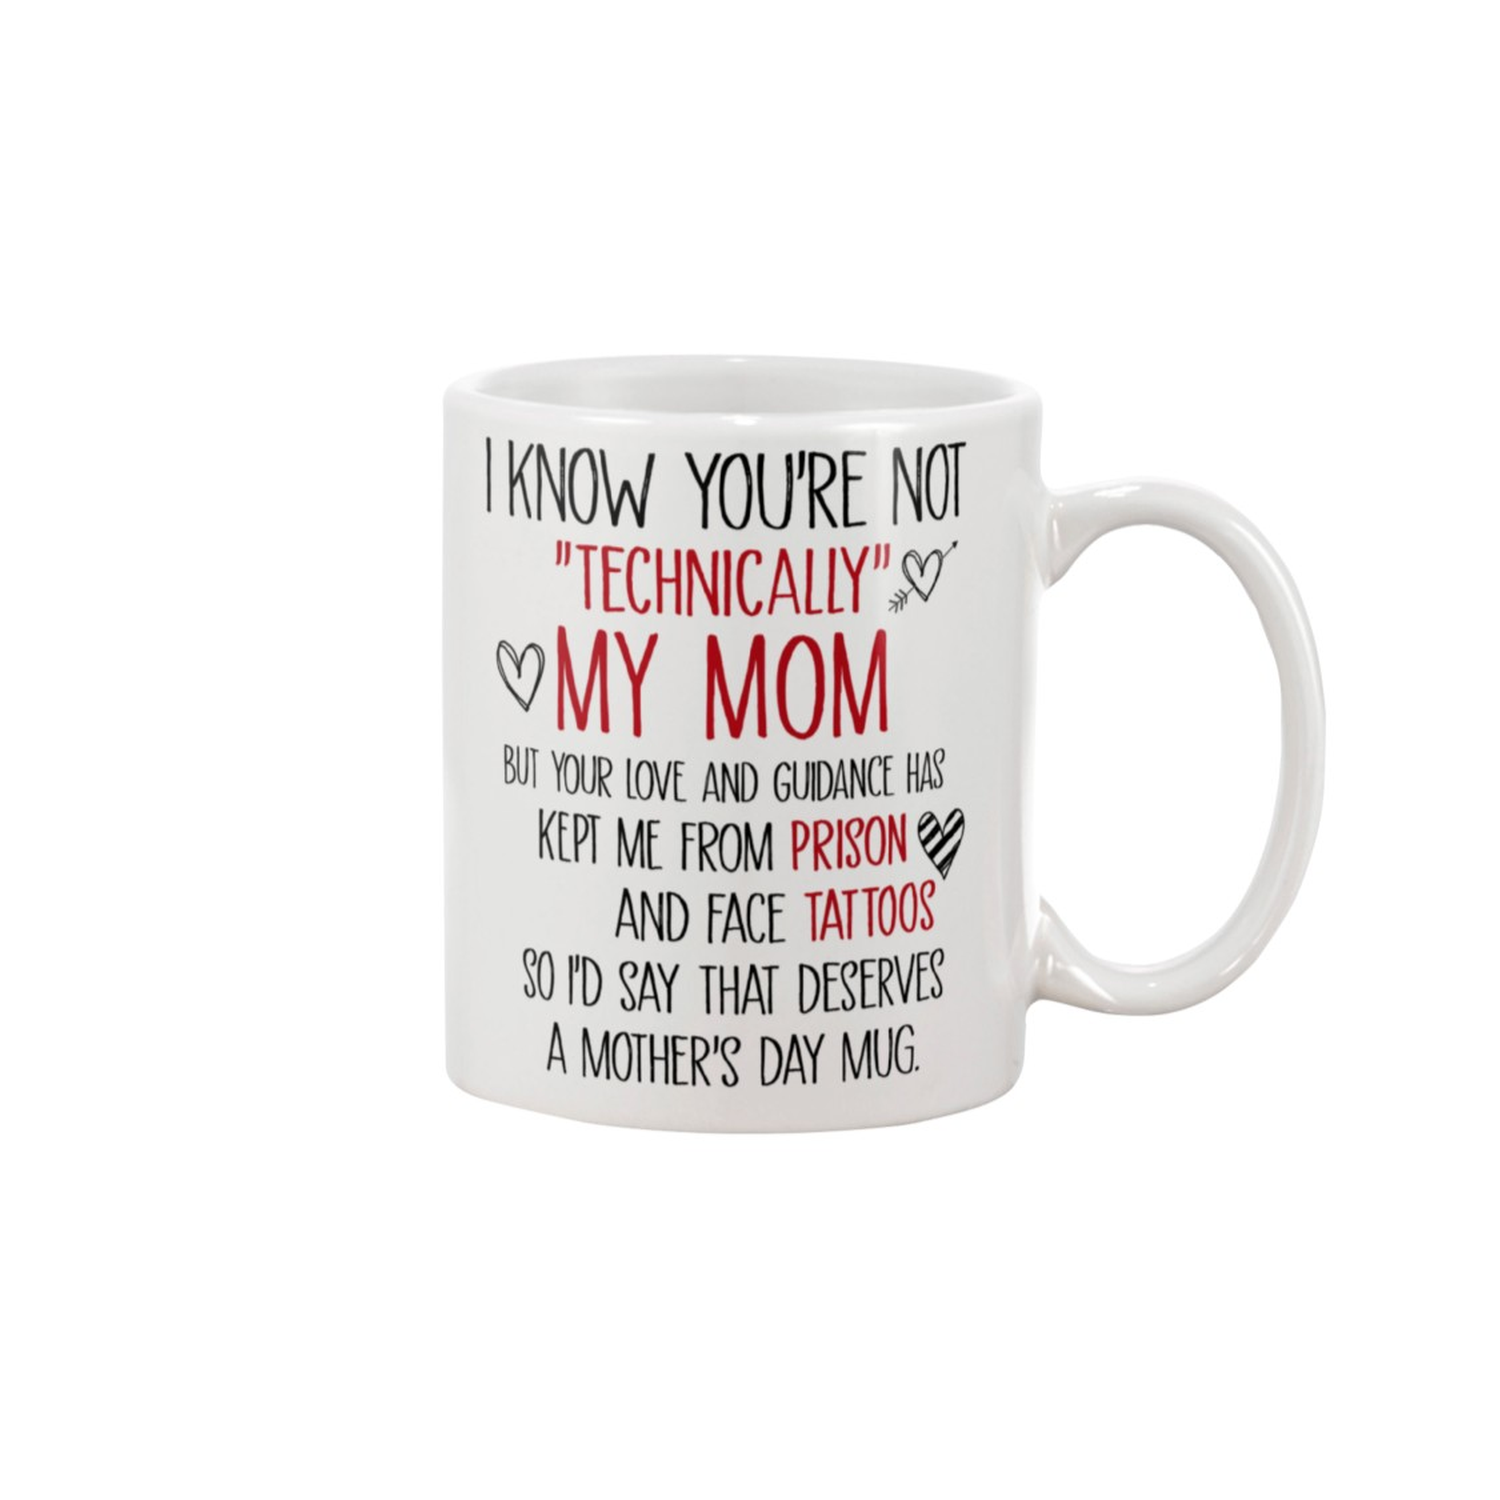 I KNOW YOU'RE NOT
"TECHNICALLY"
MY MOM
BUT YOUR LOVE AND GUIDANCE HAS
KEPT ME FROM PRISON
AND FACE TATTOOS
SO I'D SAY THAT DESERVES
A MOTHER'S DAY MUG.